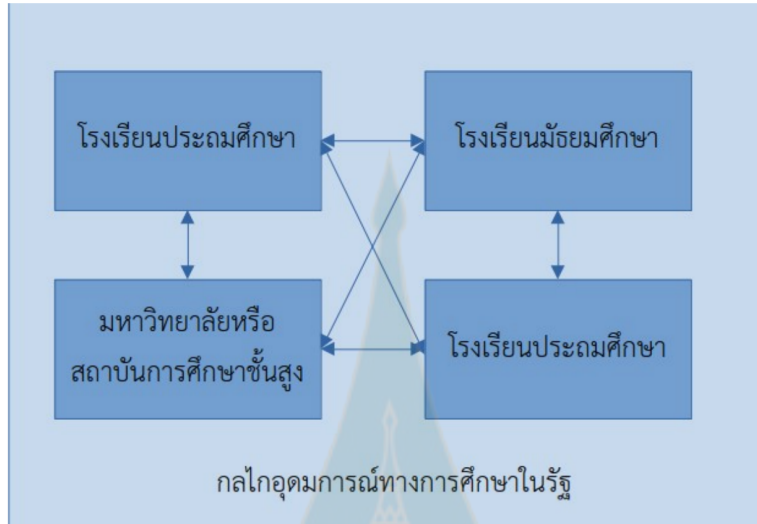 โรงเรียนประถมศึกษา
โรงเรียนมัธยมศึกษา
มหาวิทยาลัยหรือ
สถาบันการศึกษาชั้นสูง
โรงเรียนประถมศึกษา
กลไกอุดมการณ์ทางการศึกษาในรัฐ